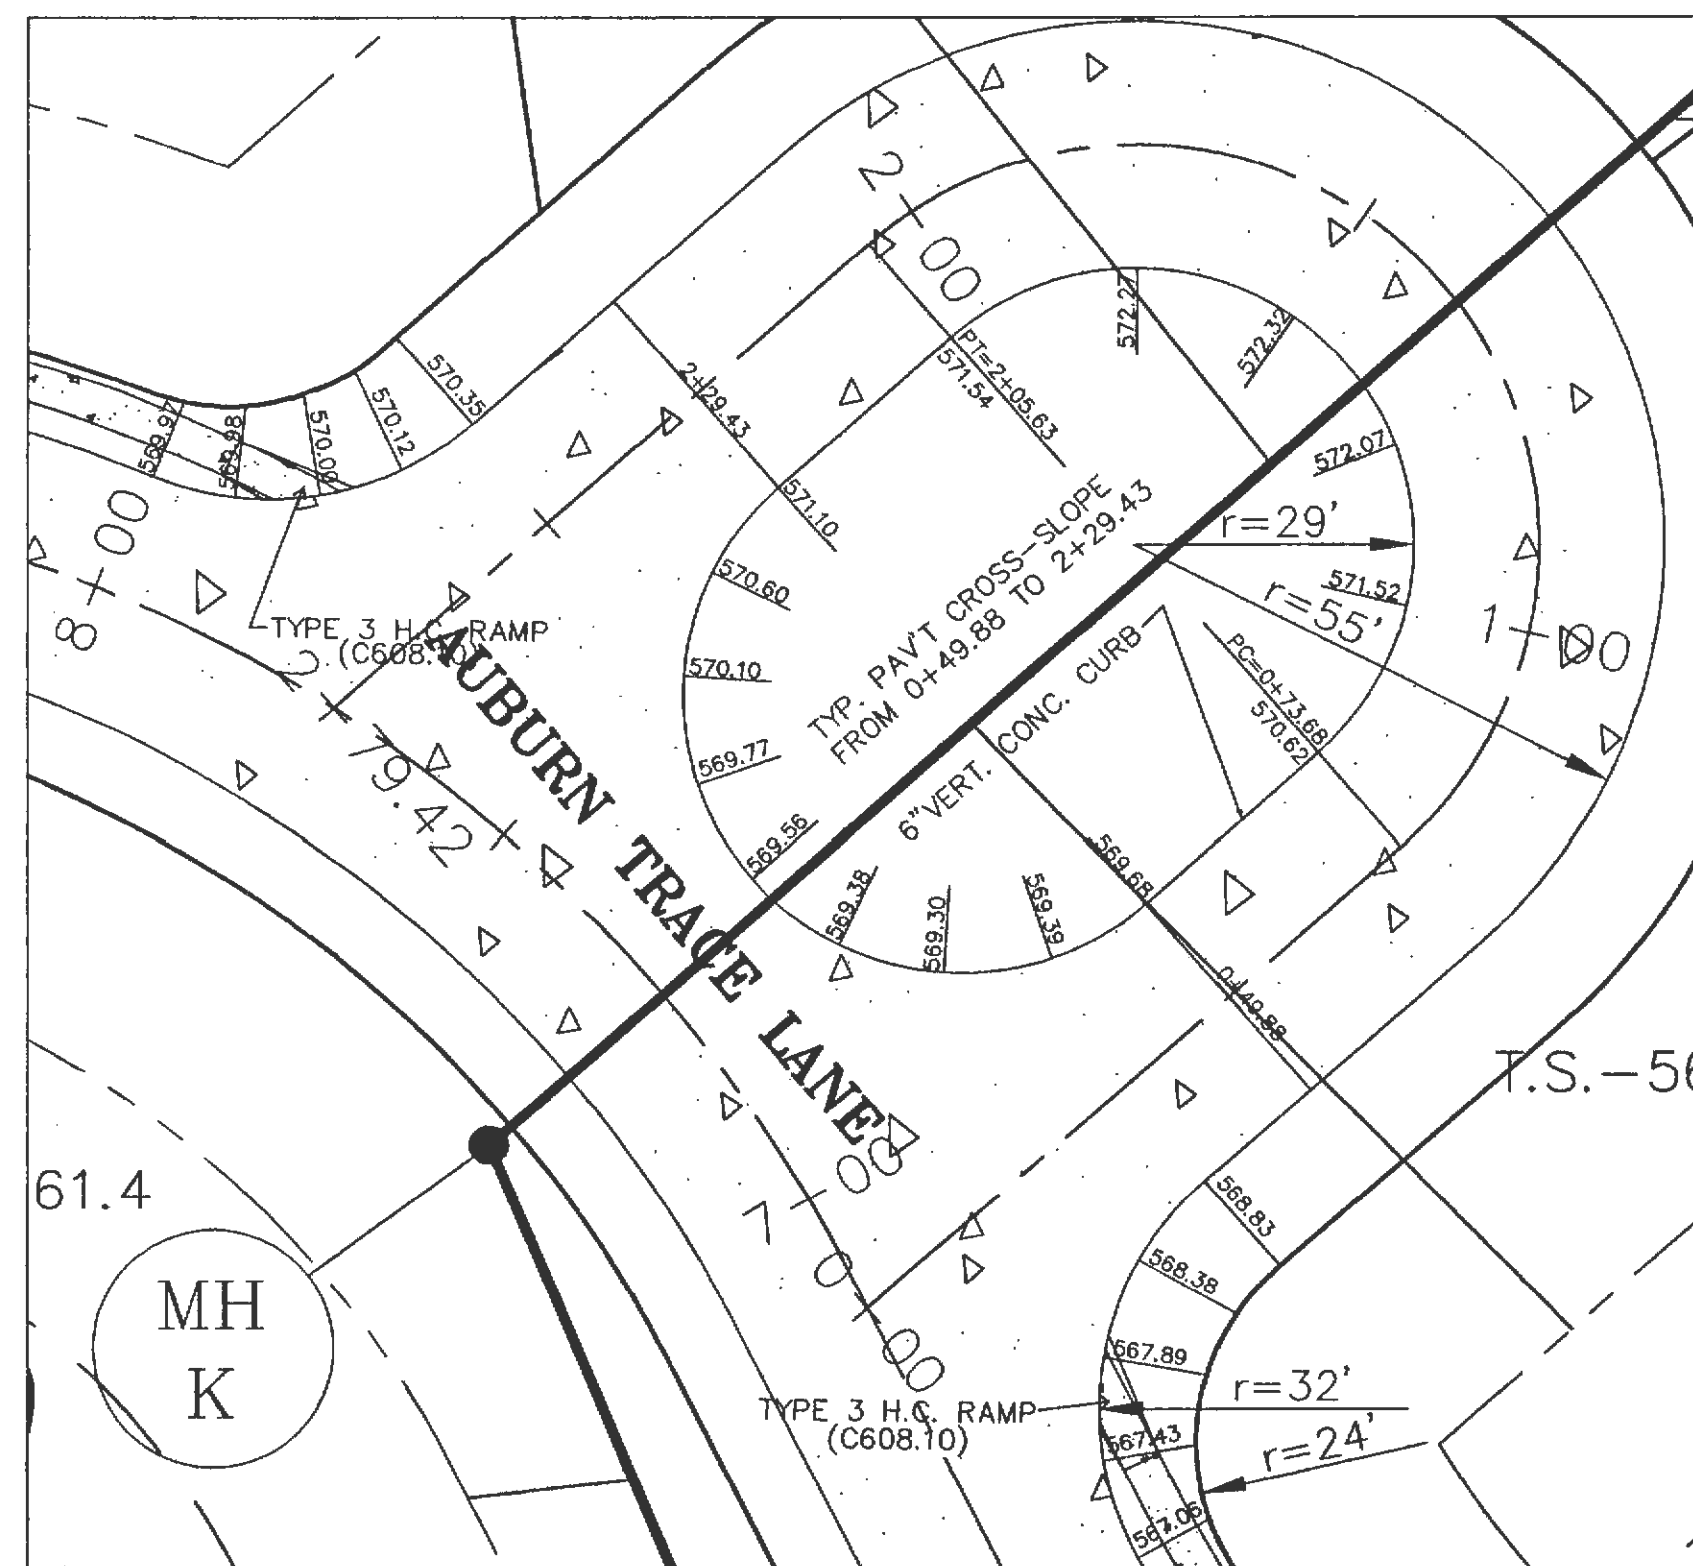 2+00
572.27
572.32
PT=2+05.63
571.54
570.35
2+29.43
570.12
570.00
569.98
569.97
572.07
TYP. PAV'T CROSS-SLOPE
FROM 0+49.88 TO 2+29.43
571.10
r=29'
8+00
570.60
571.52
r=55'
TYPE 3 H.C. RAMP
(C608.10)
1+00
AUBURN TRACE LANE
2+79.42
570.10
PC=0+73.68
570.62
6"VERT. CONC. CURB
569.77
569.56
569.68
569.38
569.30
569.39
0+49.88
T.S.-56
61.4
7+00
568.83
0+00
568.38
MH
K
567.89
r=32'
TYPE 3 H.C. RAMP
(C608.10)
567.43
r=24'
567.06